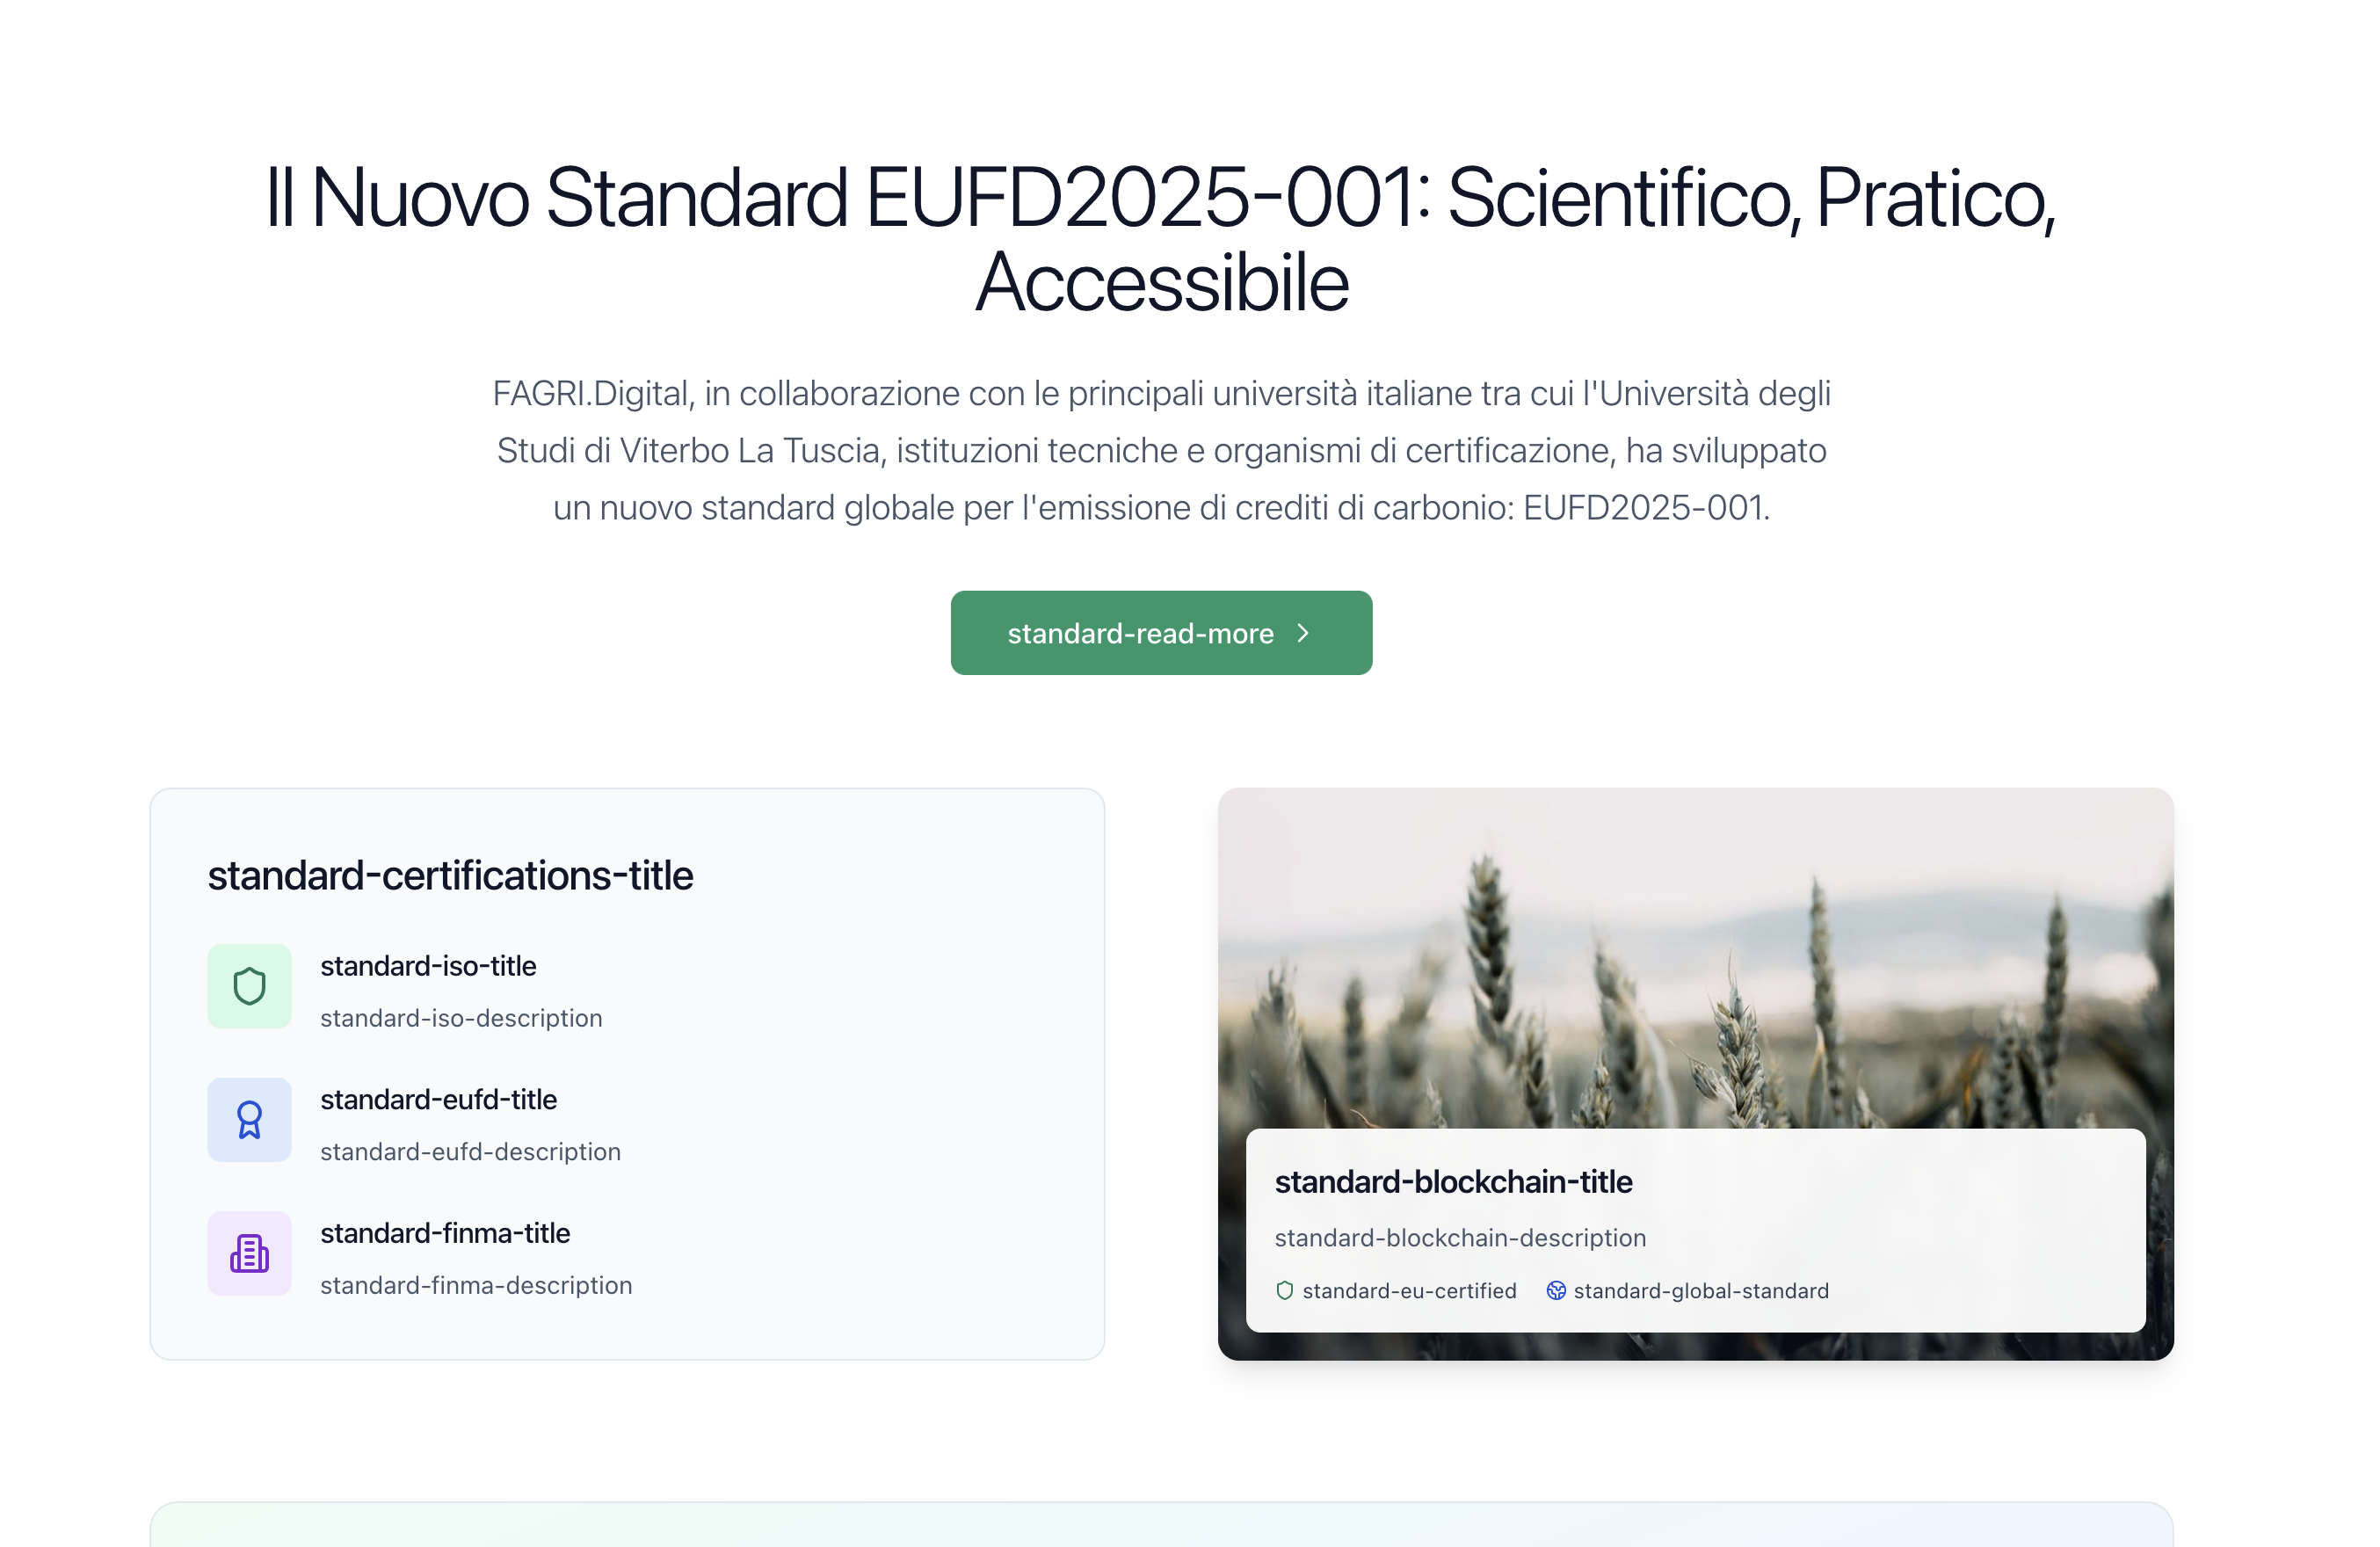 Il Nuovo Standard EUFD2025-001: Scientifico, Pratico,
Accessibile
FAGRI.Digital, in collaborazione con le principali università italiane tra cui l'Università degli
Studi di Viterbo La Tuscia, istituzioni tecniche e organismi di certificazione, ha sviluppato
un nuovo standard globale per l'emissione di crediti di carbonio: EUFD2025-001.
standard-read-more
standard-certifications-title
standard-iso-title
standard-iso-description
standard-eufd-title
standard-eufd-description
standard-finma-title
standard-finma-description
standard-blockchain-title
standard-blockchain-description
standard-eu-certified
standard-global-standard